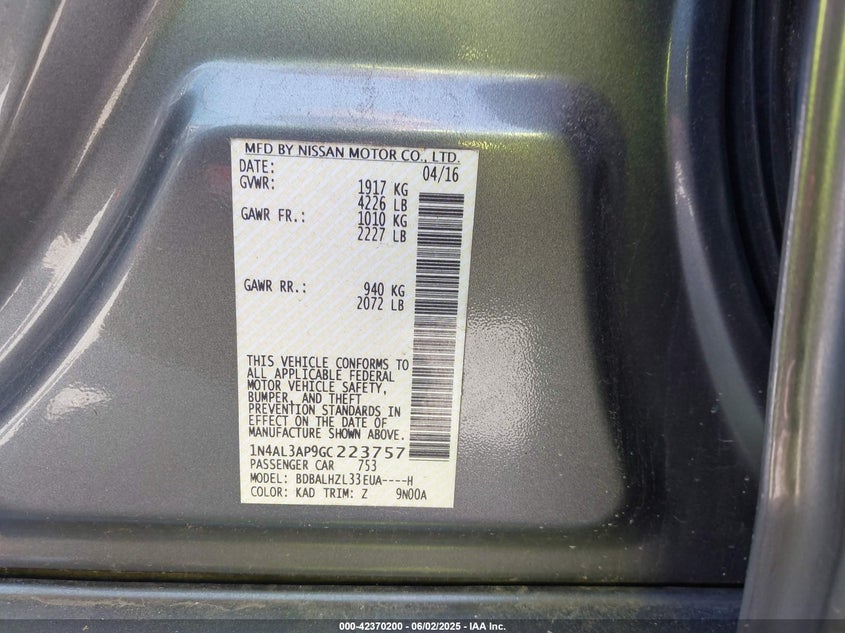 MFD BY NISSAN MOTOR CO., LTD.
DATE: 04/16
GVWR: 1917 KG
4226 LB
GAWR FR.: 1010 KG
2227 LB
GAWR RR.: 940 KG
2072 LB
THIS VEHICLE CONFORMS TO
ALL APPLICABLE FEDERAL
MOTOR VEHICLE SAFETY,
BUMPER, AND THEFT
PREVENTION STANDARDS IN
EFFECT ON THE DATE OF
MANUFACTURE SHOWN ABOVE.
1N4AL3AP9GC223757
PASSENGER CAR 753
MODEL: BDBALHZL33EUA----H
COLOR: KAD TRIM: Z 9N00A
000-42370200 - 06/02/2025 - IAA Inc.